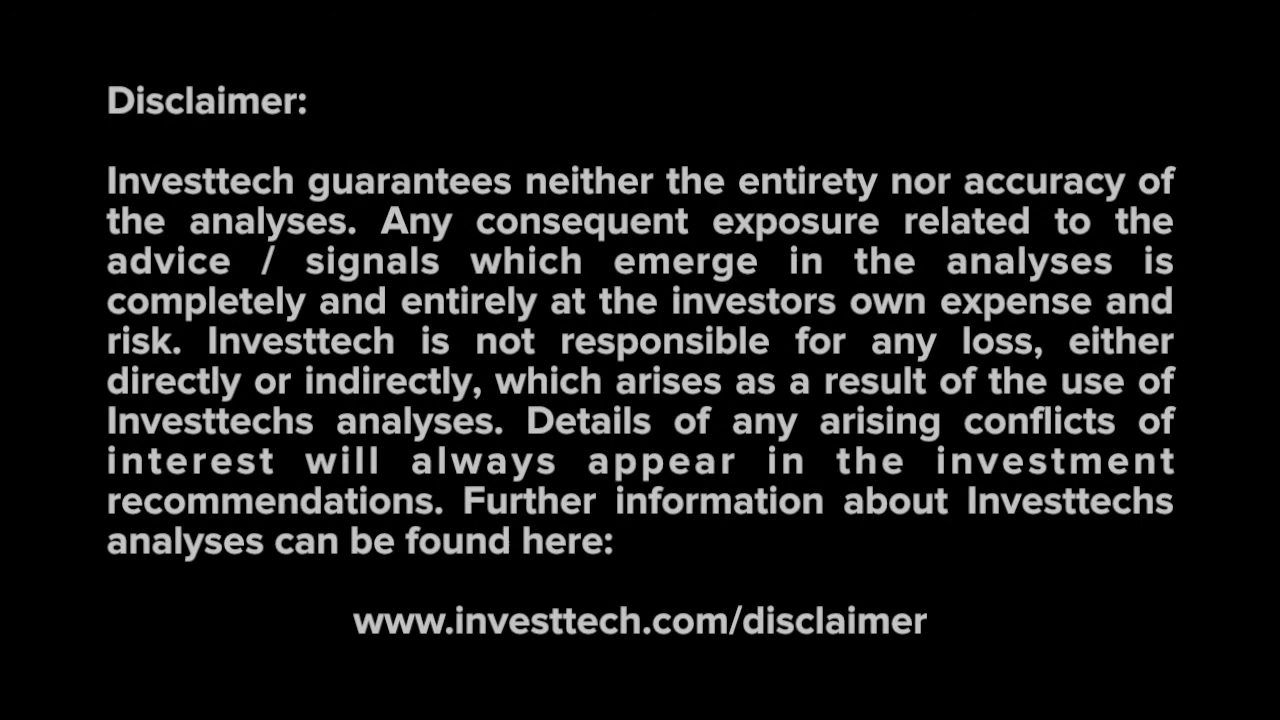 Disclaimer:
Investtech guarantees neither the entirety nor accuracy of
the analyses. Any consequent exposure related to the
advice / signals which emerge in the analyses is
completely and entirely at the investors own expense and
risk. Investtech is not responsible for any loss, either
directly or indirectly, which arises as a result of the use of
Investtechs analyses. Details of any arising conflicts of
interest will always appear in the investment
recommendations. Further information about Investtechs
analyses can be found here:
www.investtech.com/disclaimer